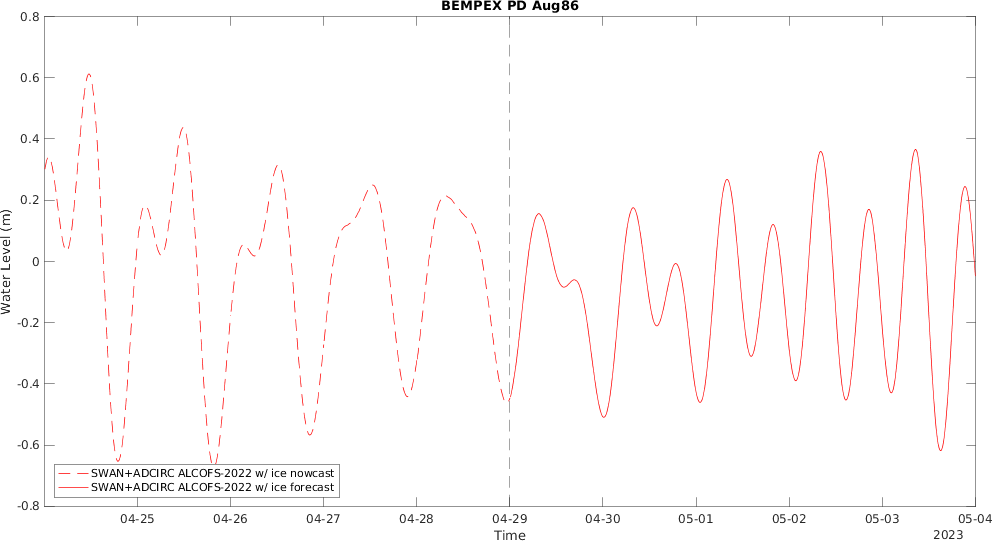 BEMPEX PD Aug86
0.8
0.6
0.4
0.2
0
-0.2
-0.4
-0.6
-0.8
Water Level (m)
SWAN+ADCIRC ALCOFS-2022 w/ ice nowcast
SWAN+ADCIRC ALCOFS-2022 w/ ice forecast
04-25 04-26 04-27 04-28 04-29 04-30 05-01 05-02 05-03 05-04
Time
2023